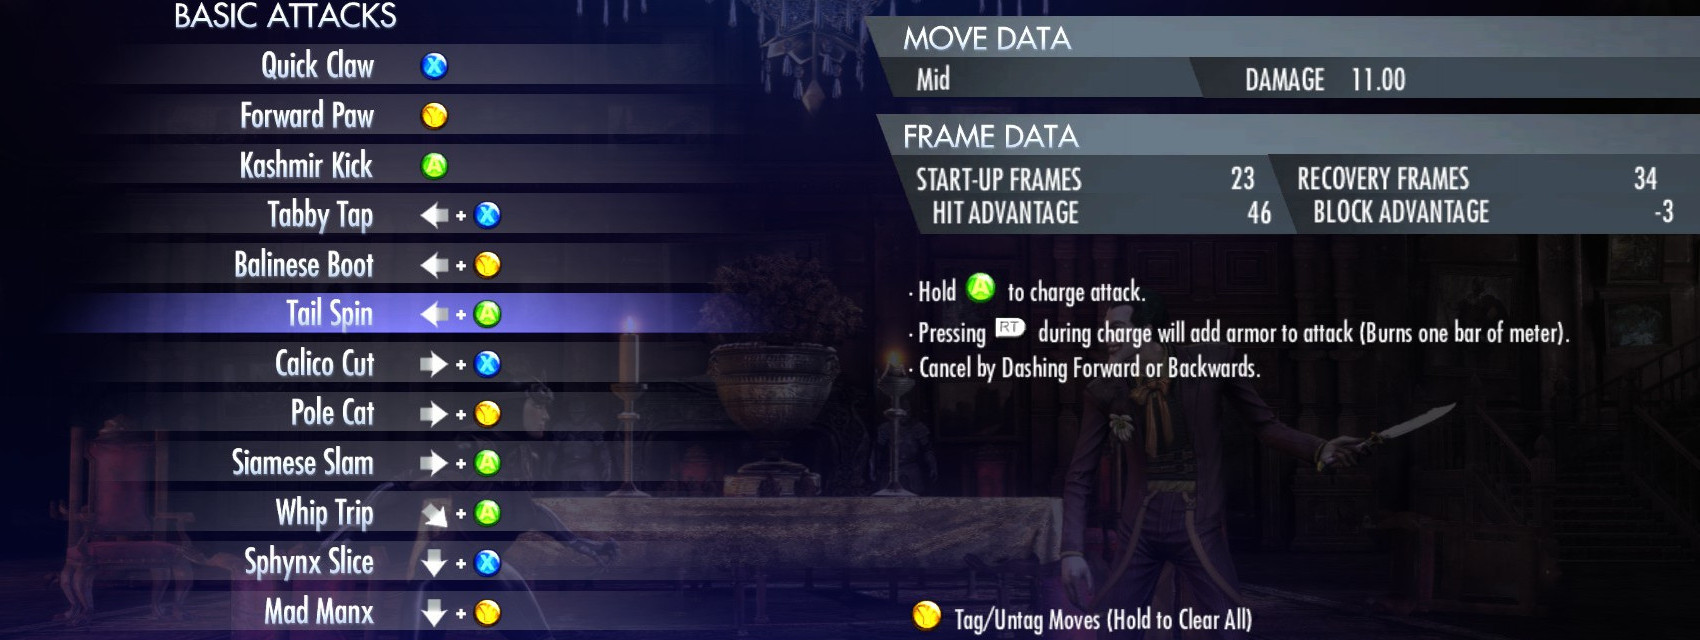 BASIC ATTACKS
Quick Claw X
Forward Paw Y
Kashmir Kick A
Tabby Tap + X
Balinese Boot + Y
Tail Spin + A
Calico Cut + X
Pole Cat + Y
Siamese Slam + A
Whip Trip + A
Sphynx Slice + X
Mad Manx + Y
MOVE DATA
Mid DAMAGE 11.00
FRAME DATA
START-UP FRAMES 23 RECOVERY FRAMES 34
HIT ADVANTAGE 46 BLOCK ADVANTAGE -3
· Hold A to charge attack.
· Pressing RT during charge will add armor to attack (Burns one bar of meter).
· Cancel by Dashing Forward or Backwards.
Y Tag/Untag Moves (Hold to Clear All)